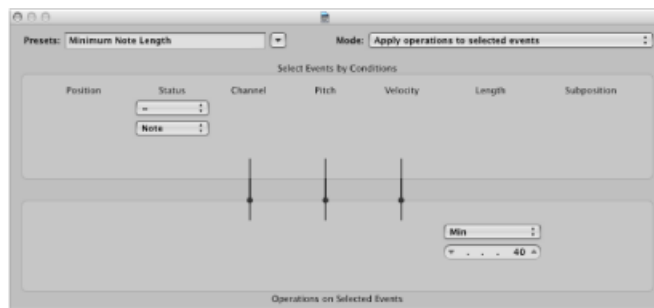 Presets: Minimum Note Length Mode: Apply operations to selected events
Select Events by Conditions
Position Status Channel Pitch Velocity Length Subposition
=
Note
Min
. . . 40
Operations on Selected Events